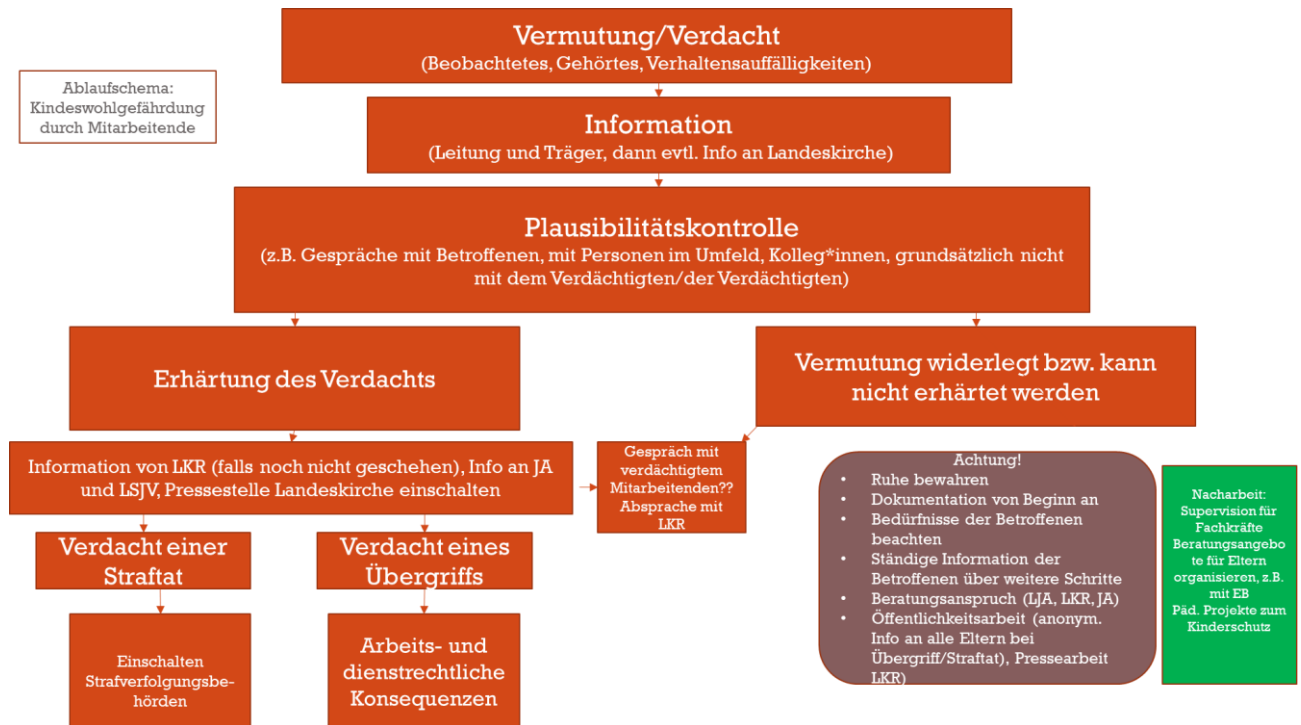 Vermutung/Verdacht
(Beobachtetes, Gehörtes, Verhaltensauffälligkeiten)
Ablaufschema:
Kindeswohlgefährdung
durch Mitarbeitende
Information
(Leitung und Träger, dann evtl. Info an Landeskirche)
Plausibilitätskontrolle
(z.B. Gespräche mit Betroffenen, mit Personen im Umfeld, Kolleg*innen, grundsätzlich nicht
mit dem Verdächtigten/der Verdächtigten)
Erhärtung des Verdachts
Vermutung widerlegt bzw. kann
nicht erhärtet werden
Information von LKR (falls noch nicht geschehen), Info an JA
und LSJV, Pressestelle Landeskirche einschalten
Gespräch mit
verdächtigtem
Mitarbeitenden??
Absprache mit
LKR
Verdacht einer
Straftat
Verdacht eines
Übergriffs
Einschalten
Strafverfolgungsbe-
hörden
Arbeits- und
dienstrechtliche
Konsequenzen
Achtung!
• Ruhe bewahren
• Dokumentation von Beginn an
• Bedürfnisse der Betroffenen
beachten
• Ständige Information der
Betroffenen über weitere Schritte
• Beratungsanspruch (LJA, LKR, JA)
• Öffentlichkeitsarbeit (anonym.
Info an alle Eltern bei
Übergriff/Straftat), Pressearbeit
LKR)
Nacharbeit:
Supervision für
Fachkräfte
Beratungsangebo
te für Eltern
organisieren, z.B.
mit EB
Päd. Projekte zum
Kinderschutz